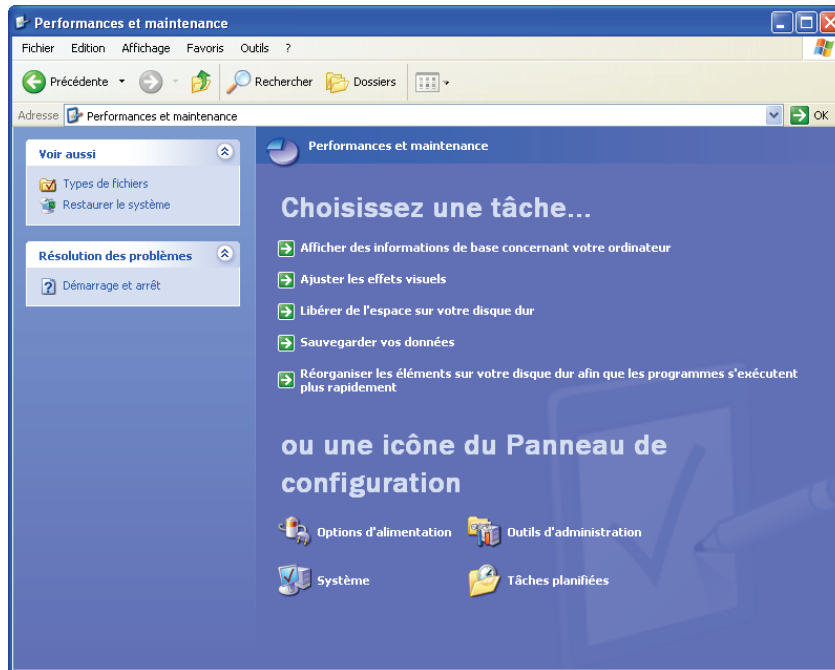 Performances et maintenance
Fichier Edition Affichage Favoris Outils ?
Précédente Rechercher Dossiers
Adresse Performances et maintenance OK
Voir aussi
Types de fichiers
Restaurer le système
Résolution des problèmes
Démarrage et arrêt
Performances et maintenance
Choisissez une tâche...
Afficher des informations de base concernant votre ordinateur
Ajuster les effets visuels
Libérer de l'espace sur votre disque dur
Sauvegarder vos données
Réorganiser les éléments sur votre disque dur afin que les programmes s'exécutent
plus rapidement
ou une icône du Panneau de
configuration
Options d'alimentation Outils d'administration
Système Tâches planifiées